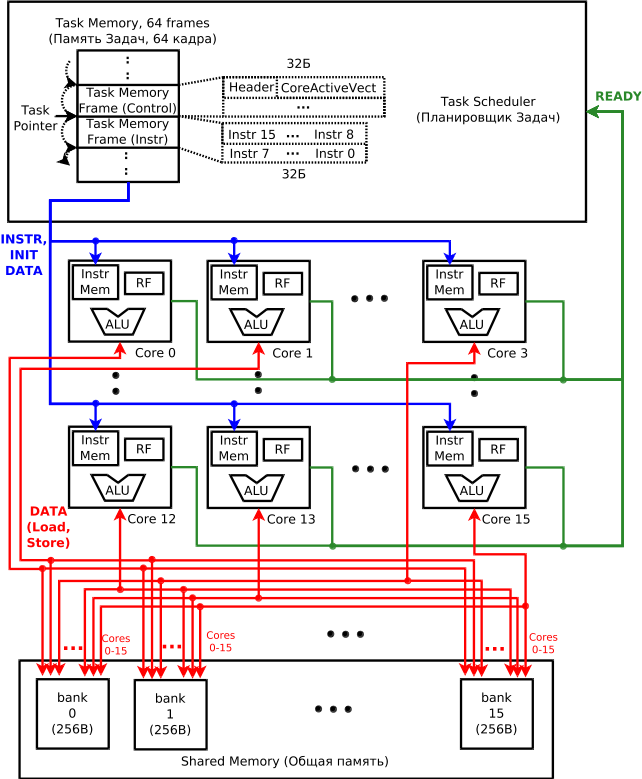 Task Memory, 64 frames
(Память Задач, 64 кадра)
32Б
Header CoreActiveVect
...
Task Memory
Frame (Control)
Task Memory
Frame (Instr)
Task
Pointer
Instr 15 ... Instr 8
Instr 7 ... Instr 0
32Б
Task Scheduler
(Планировщик Задач)
READY
INSTR,
INIT
DATA
Instr
Mem
RF
ALU
Core 0
Instr
Mem
RF
ALU
Core 1
Instr
Mem
RF
ALU
Core 3
Instr
Mem
RF
ALU
Core 12
Instr
Mem
RF
ALU
Core 13
Instr
Mem
RF
ALU
Core 15
DATA
(Load,
Store)
Cores
0-15
Cores
0-15
Cores
0-15
bank
0
(256B)
bank
1
(256B)
bank
15
(256B)
Shared Memory (Общая память)